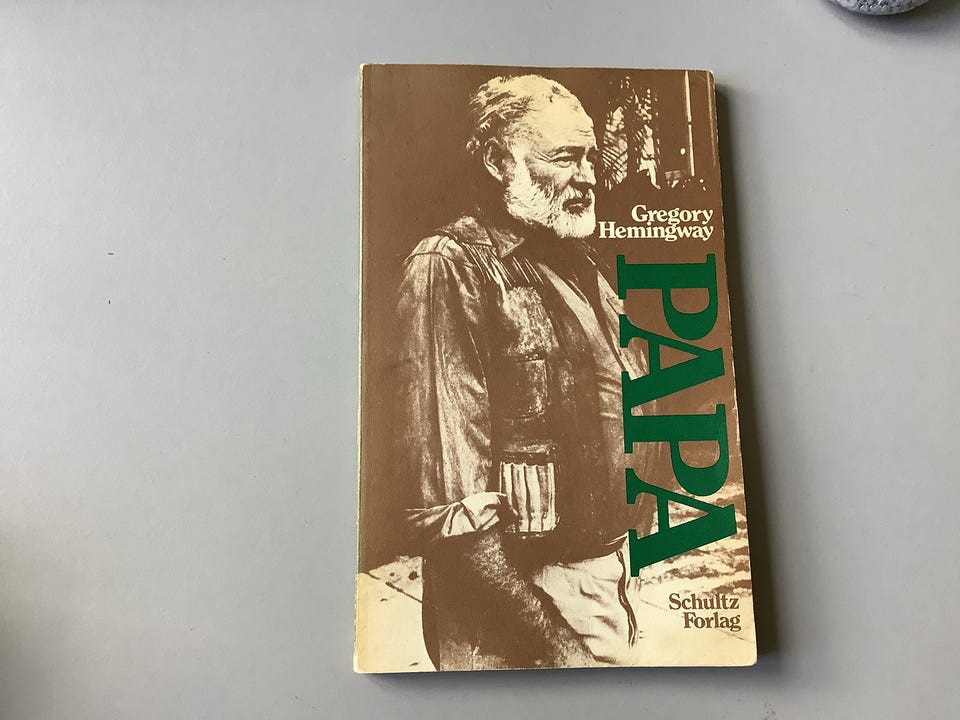 Gregory
Hemingway
PAPA
Schultz
Forlag